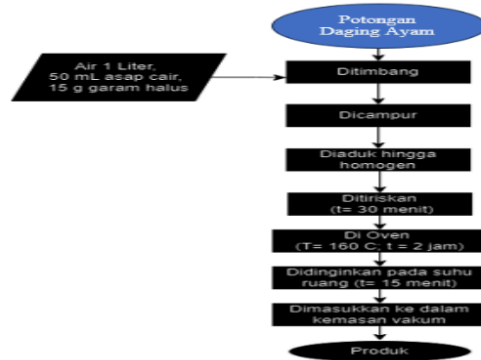 Potongan
Daging Ayam
Air 1 Liter,
50 mL asap cair,
15 g garam halus
Ditimbang
Dicampur
Diaduk hingga
homogen
Ditiriskan
(t= 30 menit)
Di Oven
(T= 160 C; t = 2 jam)
Didinginkan pada suhu
ruang (t= 15 menit)
Dimasukkan ke dalam
kemasan vakum
Produk